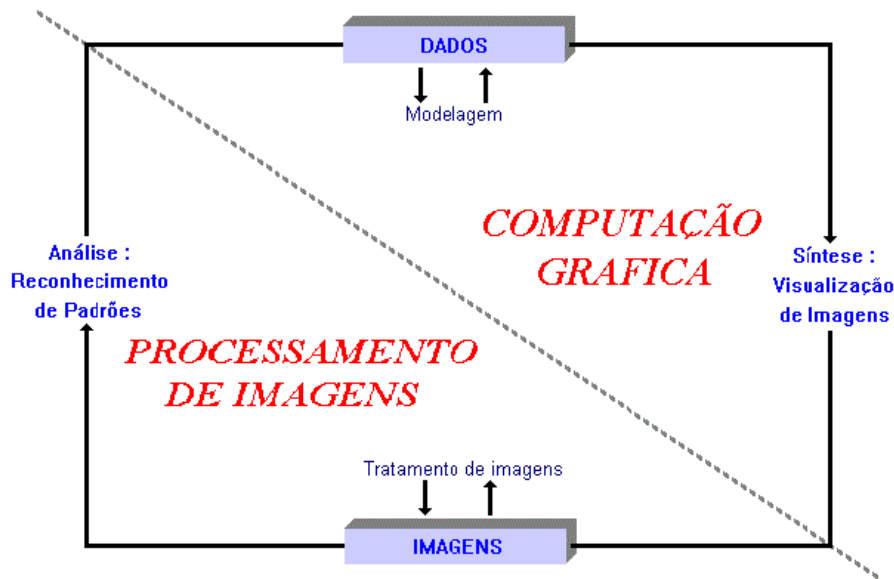 DADOS
Modelagem
COMPUTAÇÃO
GRAFICA
Análise :
Reconhecimento
de Padrões
Síntese :
Visualização
de Imagens
PROCESSAMENTO
DE IMAGENS
Tratamento de imagens
IMAGENS